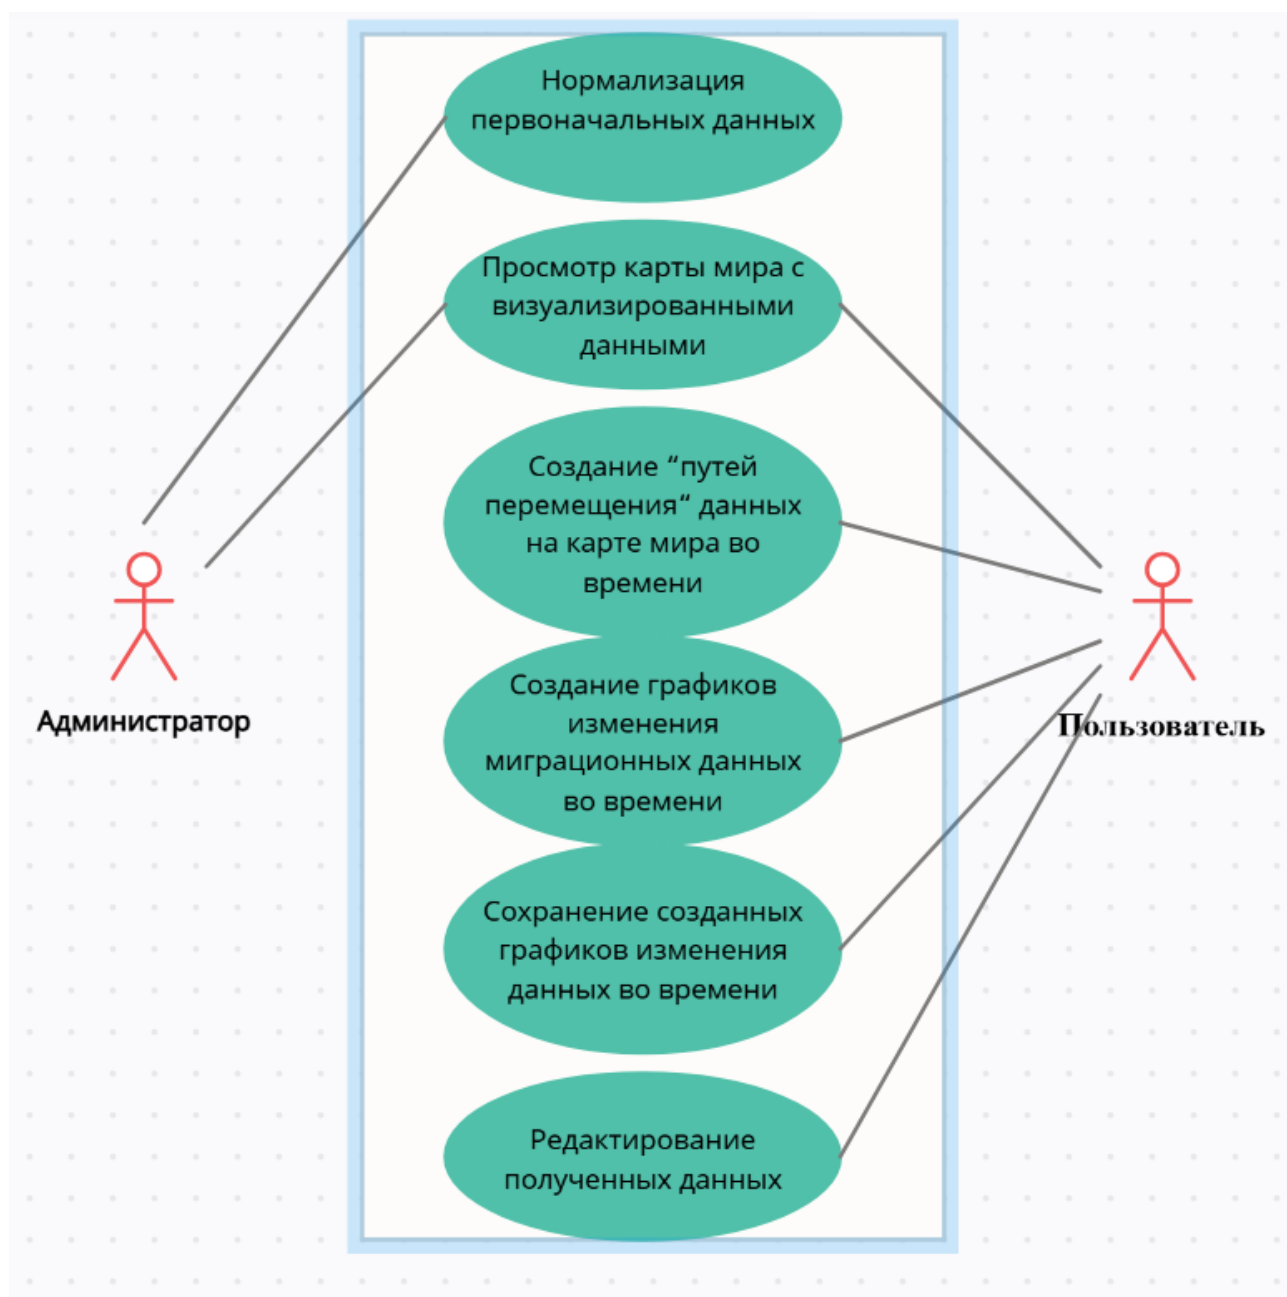 Нормализация
первоначальных данных
Просмотр карты мира с
визуализированными
данными
Создание “путей
перемещения“ данных
на карте мира во
времени
Создание графиков
изменения
миграционных данных
во времени
Администратор
Пользователь
Сохранение созданных
графиков изменения
данных во времени
Редактирование
полученных данных